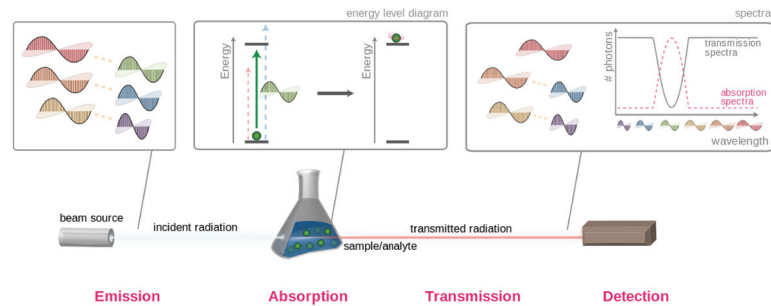 energy level diagram
spectra
Energy
Energy
# photons
transmission
spectra
absorption
spectra
wavelength
beam source
incident radiation
sample/analyte
transmitted radiation
Emission
Absorption
Transmission
Detection